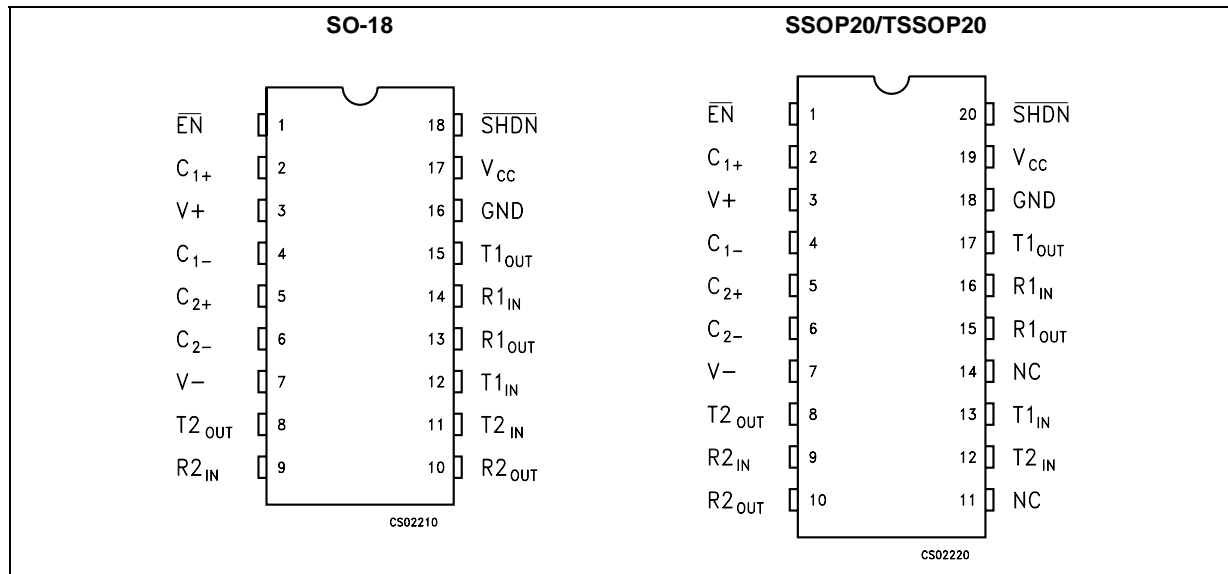 SO-18
SSOP20/TSSOP20
EN 1 18 SHDN
C1+ 2 17 VCC
V+ 3 16 GND
C1– 4 15 T1OUT
C2+ 5 14 R1IN
C2– 6 13 R1OUT
V– 7 12 T1IN
T2OUT 8 11 T2IN
R2IN 9 10 R2OUT
CS02210
EN 1 20 SHDN
C1+ 2 19 VCC
V+ 3 18 GND
C1– 4 17 T1OUT
C2+ 5 16 R1IN
C2– 6 15 R1OUT
V– 7 14 NC
T2OUT 8 13 T1IN
R2IN 9 12 T2IN
R2OUT 10 11 NC
CS02220